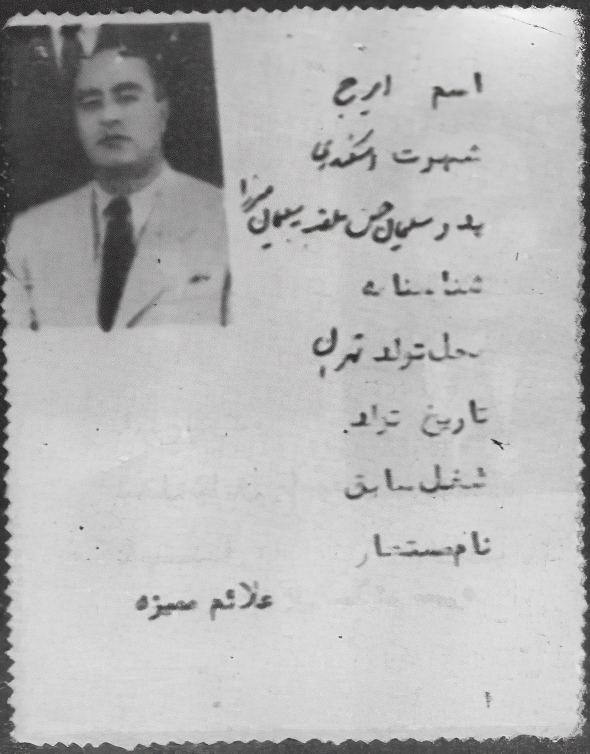 اسم ایرج
شهرت اسکندری
پدر سلیمان محسن ملقب بسلیمان میرزا
شناسنامه
محل تولد تهران
تاریخ تولد
شغل سابق
نام مستعار
علائم ممیزه